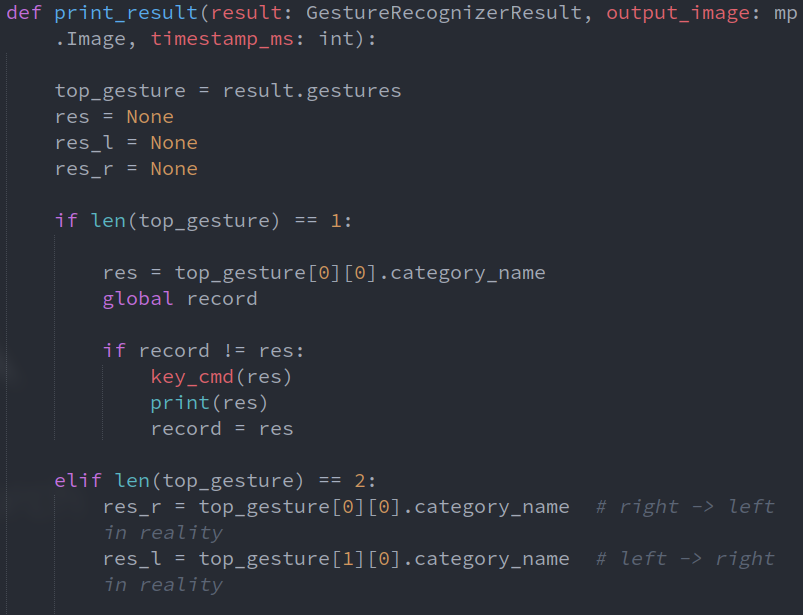 def print_result(result: GestureRecognizerResult, output_image: mp
    .Image, timestamp_ms: int):

    top_gesture = result.gestures
    res = None
    res_l = None
    res_r = None

    if len(top_gesture) == 1:

        res = top_gesture[0][0].category_name
        global record

        if record != res:
            key_cmd(res)
            print(res)
            record = res

    elif len(top_gesture) == 2:
        res_r = top_gesture[0][0].category_name  # right -> left
        in reality
        res_l = top_gesture[1][0].category_name  # left -> right
        in reality